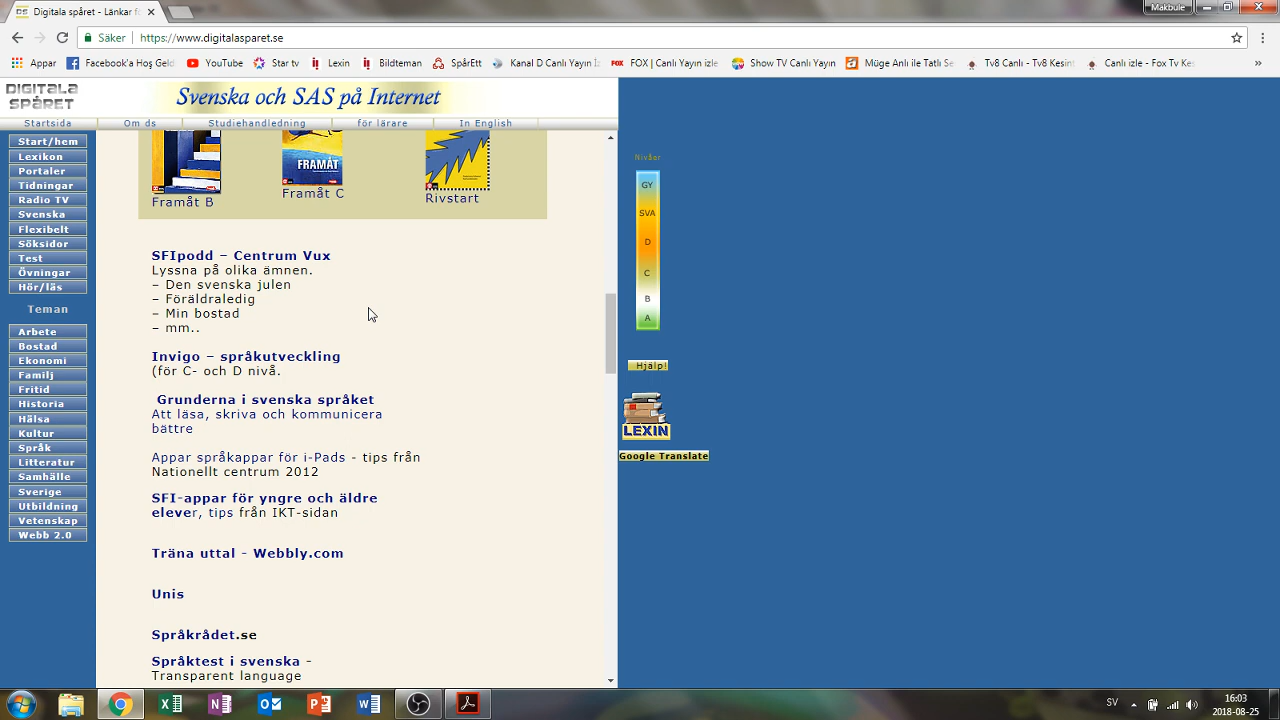 Digitala spåret - Länkar fö
Makbule
Säker
https://www.digitalasparet.se
Appar
Facebook'a Hoş Geld
YouTube
Star tv
Lexin
Bildteman
SpårEtt
Kanal D Canlı Yayın İz
FOX | Canlı Yayın izle
Show TV Canlı Yayın
Müge Anlı ile Tatlı Se
Tv8 Canlı - Tv8 Kesint
Canlı izle - Fox Tv Kes
DIGITALA
SPÅRET
Svenska och SAS på Internet
Startsida
Om ds
Studiehandledning
för lärare
In English
Start/hem
Lexikon
Portaler
Tidningar
Radio TV
Svenska
Flexibelt
Söksidor
Test
Övningar
Hör/läs
Teman
Arbete
Bostad
Ekonomi
Familj
Fritid
Historia
Hälsa
Kultur
Språk
Litteratur
Samhälle
Sverige
Utbildning
Vetenskap
Webb 2.0
FRAMÅT
Framåt B
Framåt C
Rivstart
SFIpodd – Centrum Vux
Lyssna på olika ämnen.
– Den svenska julen
– Föräldraledig
– Min bostad
– mm..
Invigo – språkutveckling
(för C- och D nivå.
Grunderna i svenska språket
Att läsa, skriva och kommunicera
bättre
Appar språkappar för i-Pads - tips från
Nationellt centrum 2012
SFI-appar för yngre och äldre
elever, tips från IKT-sidan
Träna uttal - Webbly.com
Unis
Språkrådet.se
Språktest i svenska -
Transparent language
Nivåer
GY
SVA
D
C
B
A
Hjälp!
LEXIN
Google Translate
SV
16:03
2018-08-25